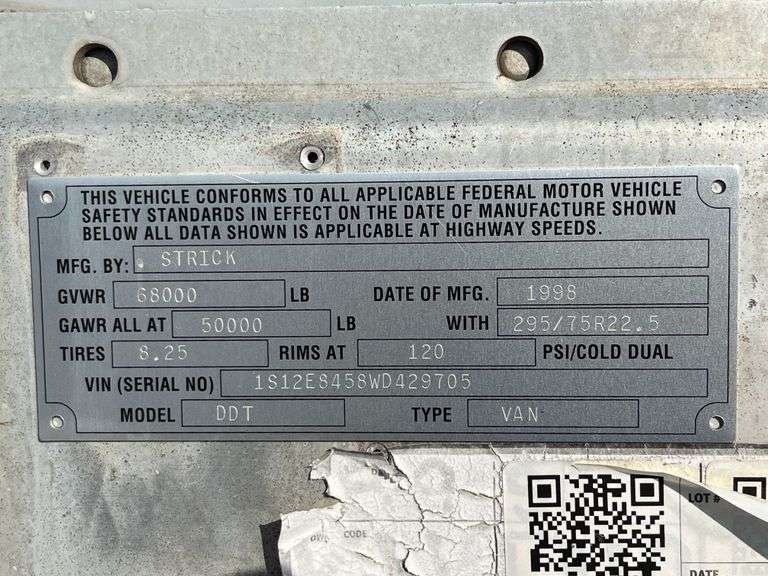 THIS VEHICLE CONFORMS TO ALL APPLICABLE FEDERAL MOTOR VEHICLE
SAFETY STANDARDS IN EFFECT ON THE DATE OF MANUFACTURE SHOWN
BELOW ALL DATA SHOWN IS APPLICABLE AT HIGHWAY SPEEDS.
MFG. BY: STRICK
GVWR 68000 LB DATE OF MFG. 1998
GAWR ALL AT 50000 LB WITH 295/75R22.5
TIRES 8.25 RIMS AT 120 PSI/COLD DUAL
VIN (SERIAL NO) 1S12E8458WD429705
MODEL DDT TYPE VAN
LOT #
CODE
DATE